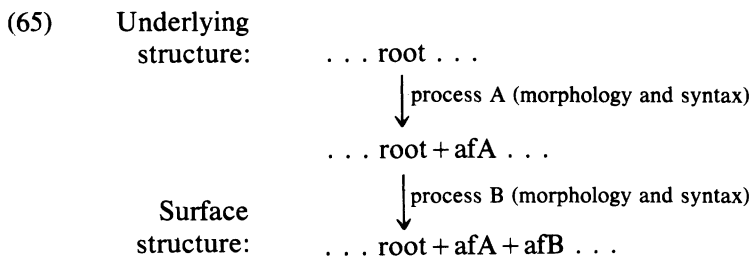 (65) Underlying
structure: . . . root . . .
process A (morphology and syntax)
. . . root + afA . . .
process B (morphology and syntax)
Surface
structure: . . . root + afA + afB . . .